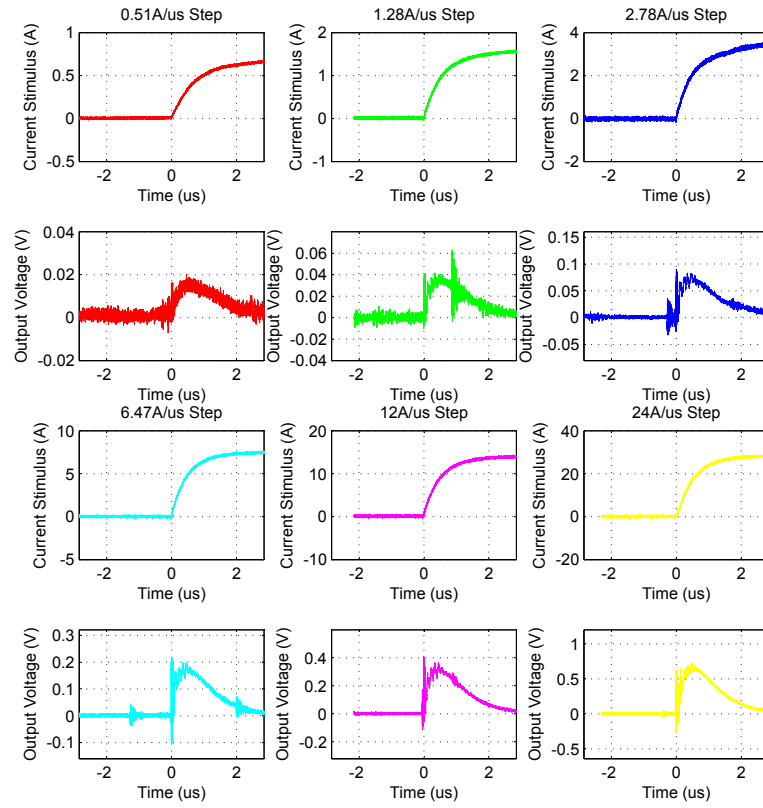 0.51A/us Step
1
0.5
0
-0.5
Current Stimulus (A)
-2
0
2
Time (us)
1.28A/us Step
2
1
0
-1
Current Stimulus (A)
-2
0
2
Time (us)
2.78A/us Step
4
2
0
-2
Current Stimulus (A)
-2
0
2
Time (us)
0.04
0.02
0
-0.02
Output Voltage (V)
-2
0
2
Time (us)
0.06
0.04
0.02
0
-0.02
-0.04
Output Voltage (V)
-2
0
2
Time (us)
0.15
0.1
0.05
0
-0.05
Output Voltage (V)
-2
0
2
Time (us)
6.47A/us Step
10
5
0
-5
Current Stimulus (A)
-2
0
2
Time (us)
12A/us Step
20
10
0
-10
Current Stimulus (A)
-2
0
2
Time (us)
24A/us Step
40
20
0
-20
Current Stimulus (A)
-2
0
2
Time (us)
0.3
0.2
0.1
0
-0.1
Output Voltage (V)
-2
0
2
Time (us)
0.4
0.2
0
-0.2
Output Voltage (V)
-2
0
2
Time (us)
1
0.5
0
-0.5
Output Voltage (V)
-2
0
2
Time (us)